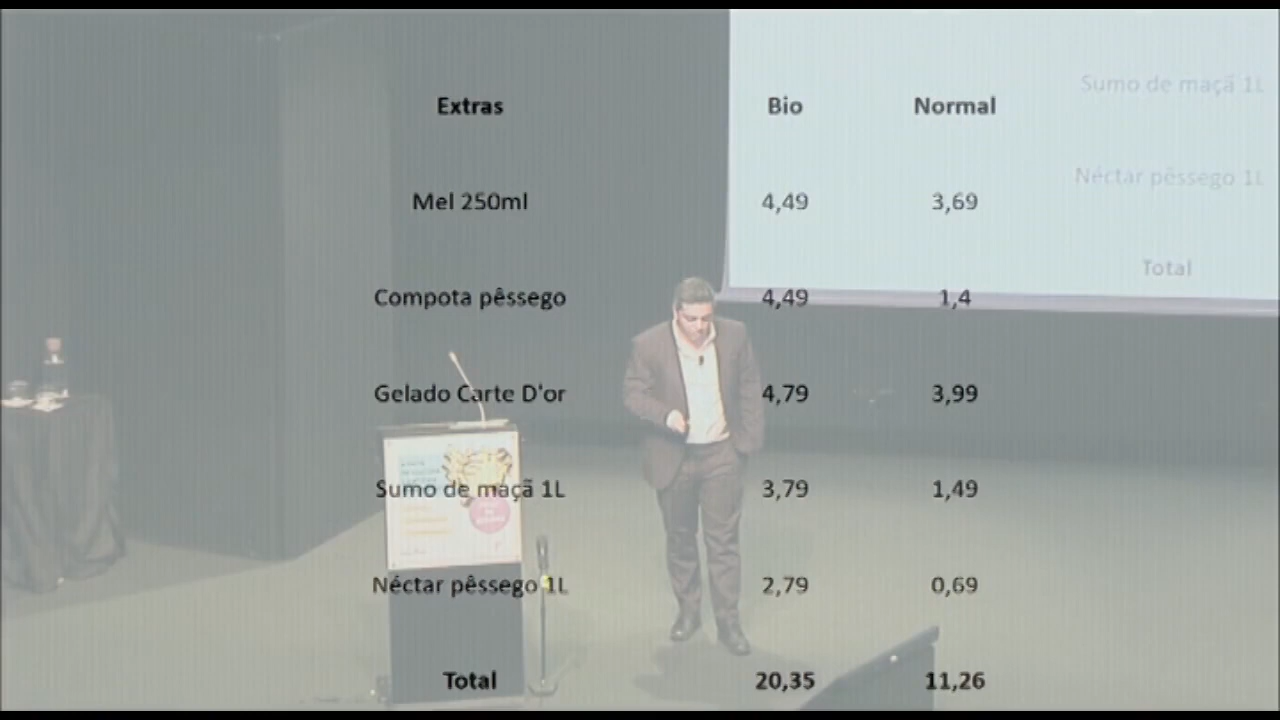 Extras Bio Normal
Mel 250ml 4,49 3,69
Compota pêssego 4,49 1,4
Gelado Carte D'or 4,79 3,99
Sumo de maçã 1L 3,79 1,49
Néctar pêssego 1L 2,79 0,69
Total 20,35 11,26
Sumo de maçã 1L
Néctar pêssego 1L
Total